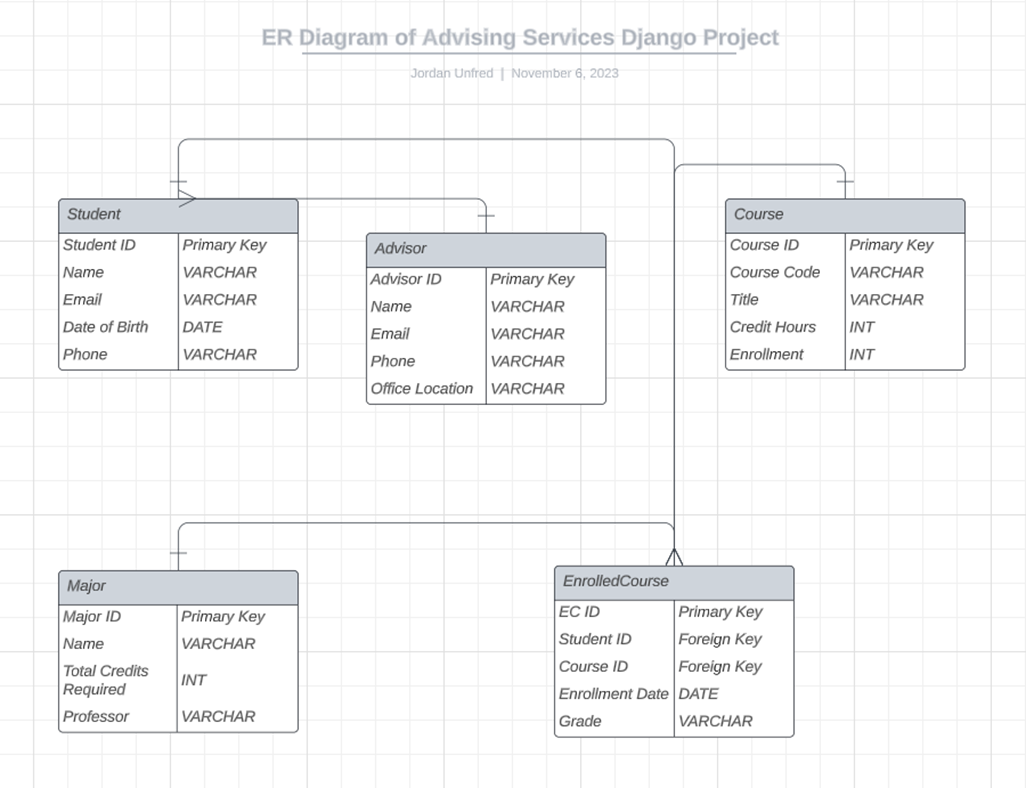 ER Diagram of Advising Services Django Project
Jordan Unfred | November 6, 2023
Student
Student ID Primary Key
Name VARCHAR
Email VARCHAR
Date of Birth DATE
Phone VARCHAR
Advisor
Advisor ID Primary Key
Name VARCHAR
Email VARCHAR
Phone VARCHAR
Office Location VARCHAR
Course
Course ID Primary Key
Course Code VARCHAR
Title VARCHAR
Credit Hours INT
Enrollment INT
Major
Major ID Primary Key
Name VARCHAR
Total Credits
Required INT
Professor VARCHAR
EnrolledCourse
EC ID Primary Key
Student ID Foreign Key
Course ID Foreign Key
Enrollment Date DATE
Grade VARCHAR